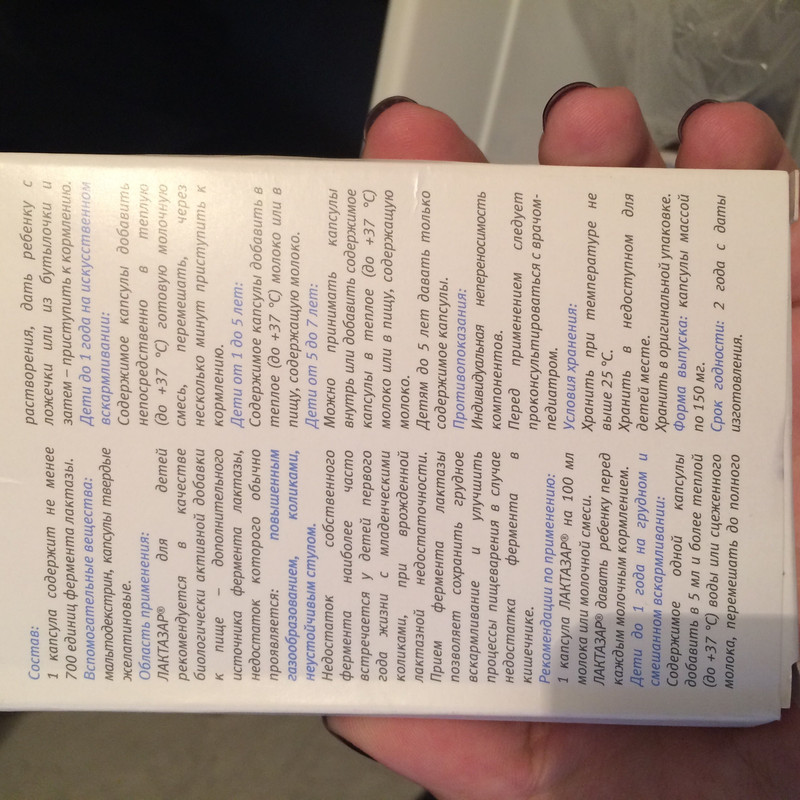 Состав:
1 капсула содержит не менее
700 единиц фермента лактазы.
Вспомогательные вещества:
мальтодекстрин, капсулы твердые
желатиновые.
Область применения:
ЛАКТАЗАР® для детей
рекомендуется в качестве
биологически активной добавки
к пище – дополнительного
источника фермента лактазы,
недостаток которого обычно
проявляется: повышенным
газообразованием, коликами,
неустойчивым стулом.
Недостаток собственного
фермента наиболее часто
встречается у детей первого
года жизни с младенческими
коликами, при врожденной
лактазной недостаточности.
Прием фермента лактазы
позволяет сохранить грудное
вскармливание и улучшить
процессы пищеварения в случае
недостатка фермента в
кишечнике.
Рекомендации по применению:
1 капсула ЛАКТАЗАР® на 100 мл
молока или молочной смеси.
ЛАКТАЗАР® давать ребенку перед
каждым молочным кормлением.
Дети до 1 года на грудном и
смешанном вскармливании:
Содержимое одной капсулы
добавить в 5 мл и более теплой
(до +37 °С) воды или сцеженного
молока, перемешать до полного
растворения, дать ребенку с
ложечки или из бутылочки и
затем – приступить к кормлению.
Дети до 1 года на искусственном
вскармливании:
Содержимое капсулы добавить
непосредственно в теплую
(до +37 °С) готовую молочную
смесь, перемешать, через
несколько минут приступить к
кормлению.
Дети от 1 до 5 лет:
Содержимое капсулы добавить в
теплое (до +37 °С) молоко или в
пищу, содержащую молоко.
Дети от 5 до 7 лет:
Можно принимать капсулы
внутрь или добавить содержимое
капсулы в теплое (до +37 °С)
молоко или в пищу, содержащую
молоко.
Детям до 5 лет давать только
содержимое капсулы.
Противопоказания:
Индивидуальная непереносимость
компонентов.
Перед применением следует
проконсультироваться с врачом-
педиатром.
Условия хранения:
Хранить при температуре не
выше 25 °С.
Хранить в недоступном для
детей месте.
Хранить в оригинальной упаковке.
Форма выпуска: капсулы массой
по 150 мг.
Срок годности: 2 года с даты
изготовления.